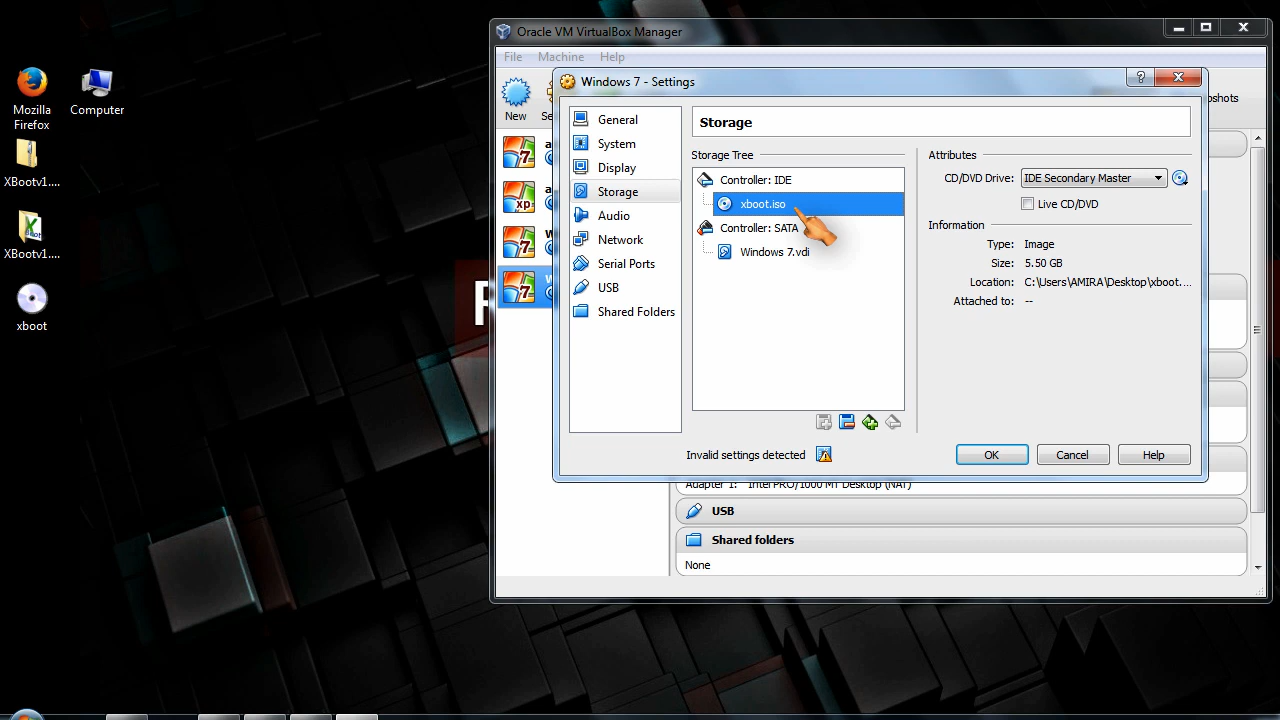 Mozilla
Firefox
Computer
XBootv1....
XBootv1....
xboot
Oracle VM VirtualBox Manager
File Machine Help
New
Windows 7 - Settings
General
System
Display
Storage
Audio
Network
Serial Ports
USB
Shared Folders
Storage
Storage Tree
Controller: IDE
xboot.iso
Controller: SATA
Windows 7.vdi
Attributes
CD/DVD Drive: IDE Secondary Master
Live CD/DVD
Information
Type: Image
Size: 5.50 GB
Location: C:\Users\AMIRA\Desktop\xboot....
Attached to: --
Invalid settings detected
OK Cancel Help
Adapter 1: Intel PRO/1000 MT Desktop (NAT)
USB
Shared folders
None